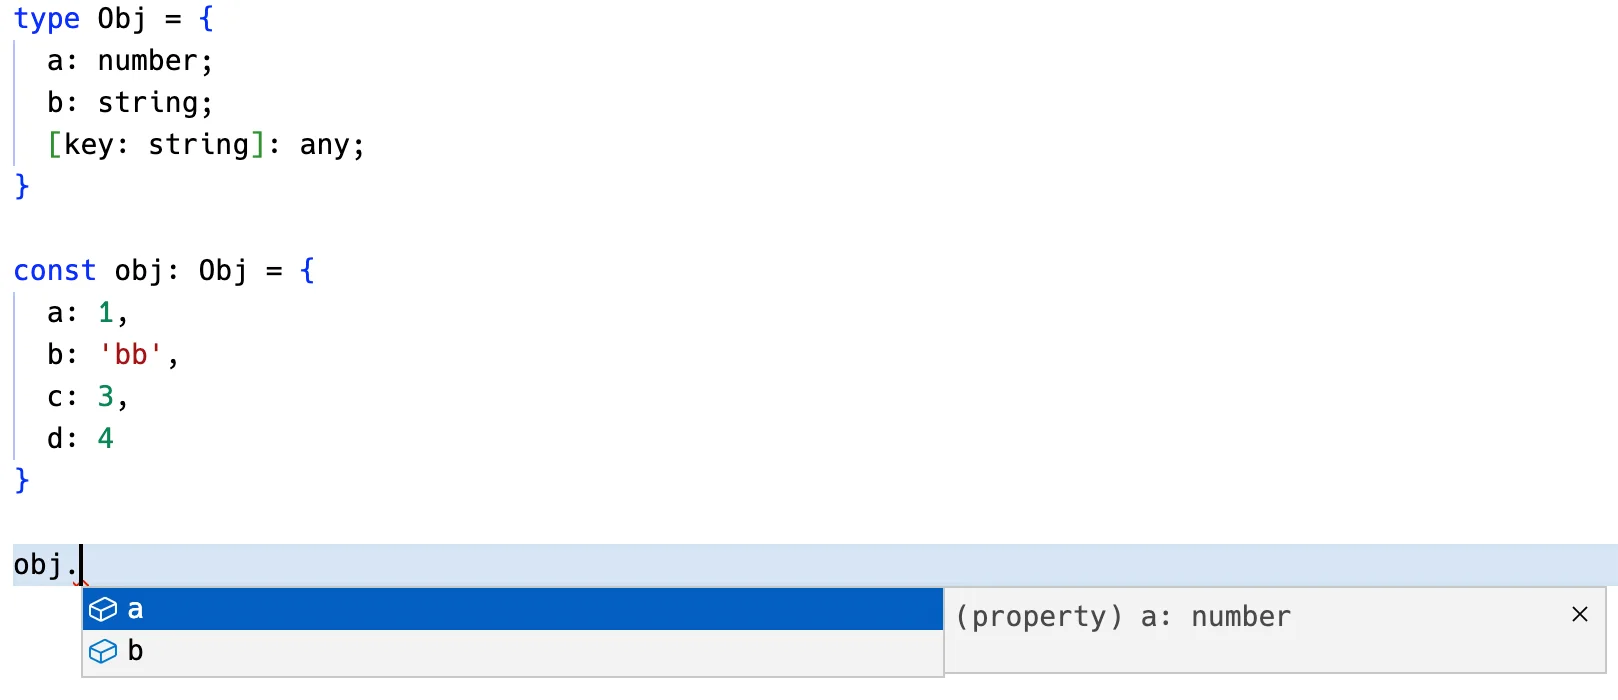 type Obj = {
  a: number;
  b: string;
  [key: string]: any;
}
const obj: Obj = {
  a: 1,
  b: 'bb',
  c: 3,
  d: 4
}
obj.
a
(property) a: number
b